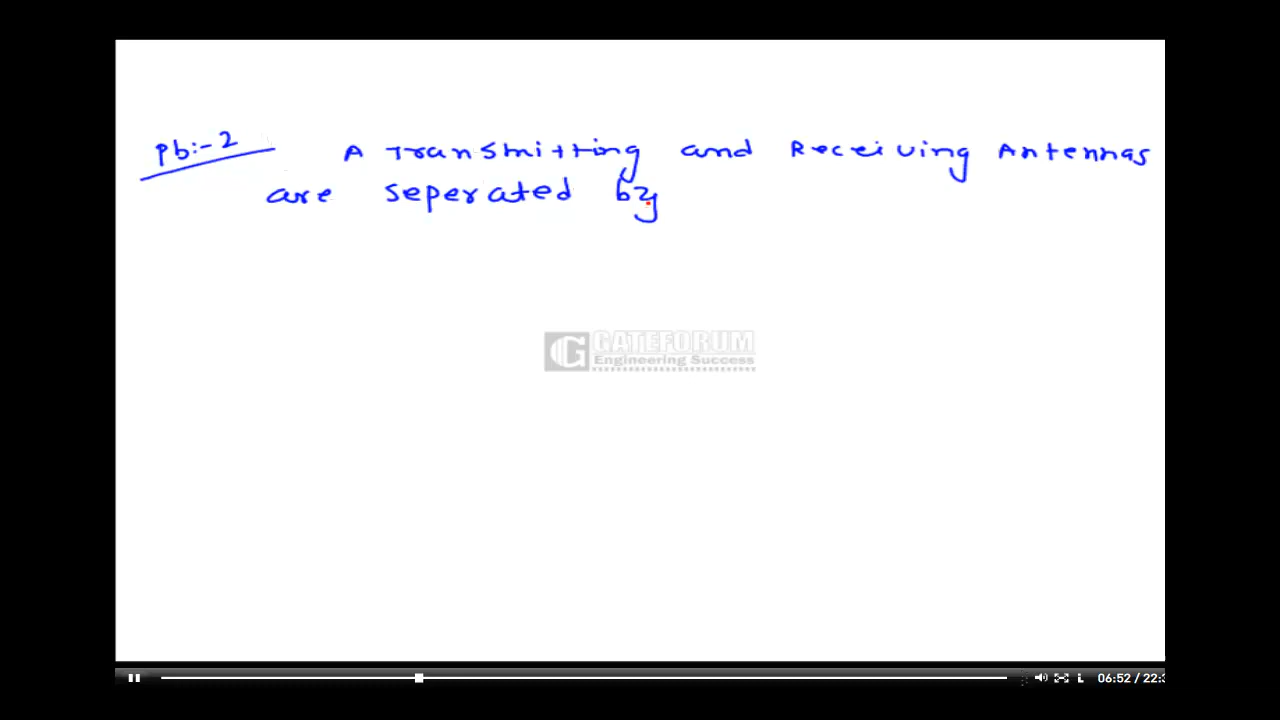 Pb:- 2 A Transmitting and Receiving Antennas
are seperated by
GATEFORUM
Engineering Success
06:52 / 22:3